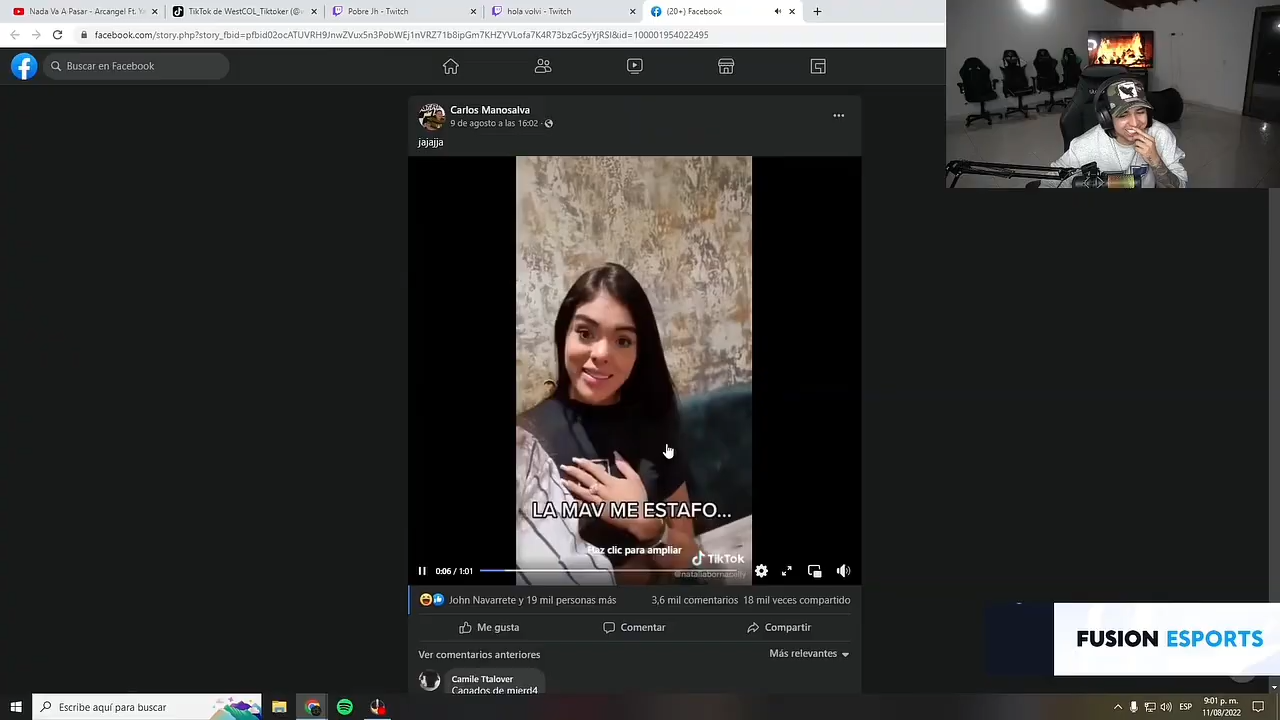 Nada Va A Pasar - Arcangel Ft.
TikTok de WestCOL_Tiktoker (@
Pobre Jh - Twitch
hola volvi - Twitch
(20+) Facebook
facebook.com/story.php?story_fbid=pfbid02ocATUVRH9JnwZVux5n3PobWEj1nVRZ71b8ipGm7KHZYVLofa7K4R73bzGc5yYjRSl&id=100001954022495
Buscar en Facebook
Carlos Manosalva
9 de agosto a las 16:02
jajajja
LA MAV ME ESTAFO...
Haz clic para ampliar
TikTok
0:06 / 1:01
John Navarrete y 19 mil personas más
3,6 mil comentarios
18 mil veces compartido
Me gusta
Comentar
Compartir
Ver comentarios anteriores
Más relevantes
Camile Ttalover
Cagados de mierd4
FUSION ESPORTS
Escribe aquí para buscar
ESP
9:01 p. m.
11/08/2022